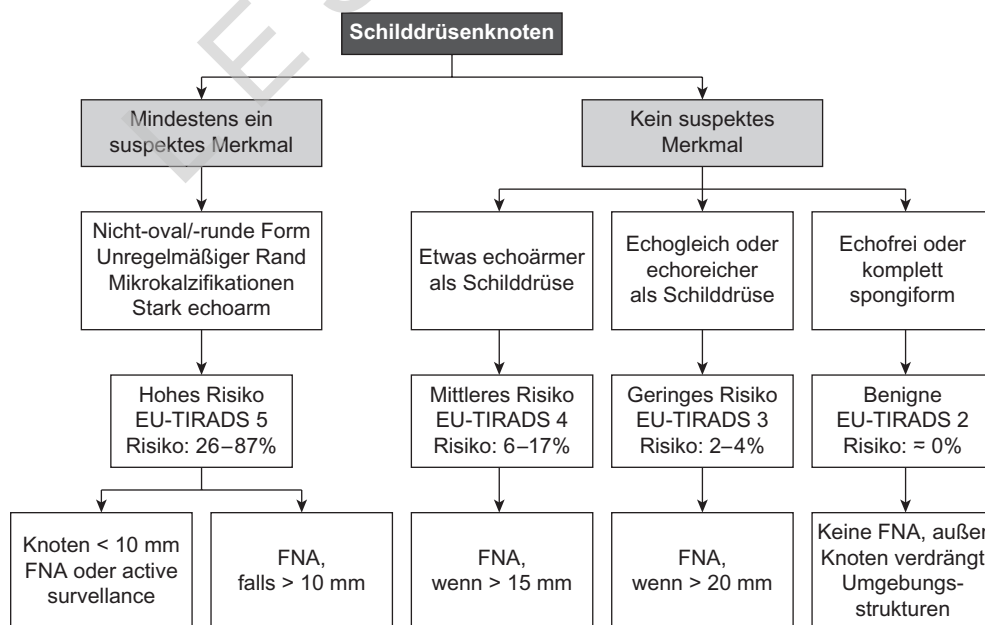 Schilddrüsenknoten
Mindestens ein
suspektes Merkmal
Kein suspektes
Merkmal
Nicht-oval/-runde Form
Unregelmäßiger Rand
Mikrokalzifikationen
Stark echoarm
Etwas echoärmer
als Schilddrüse
Echogleich oder
echoreicher
als Schilddrüse
Echofrei oder
komplett
spongiform
Hohes Risiko
EU-TIRADS 5
Risiko: 26–87%
Mittleres Risiko
EU-TIRADS 4
Risiko: 6–17%
Geringes Risiko
EU-TIRADS 3
Risiko: 2–4%
Benigne
EU-TIRADS 2
Risiko: ≈ 0%
Knoten < 10 mm
FNA oder active
survellance
FNA,
falls > 10 mm
FNA,
wenn > 15 mm
FNA,
wenn > 20 mm
Keine FNA, außer
Knoten verdrängt
Umgebungs-
strukturen